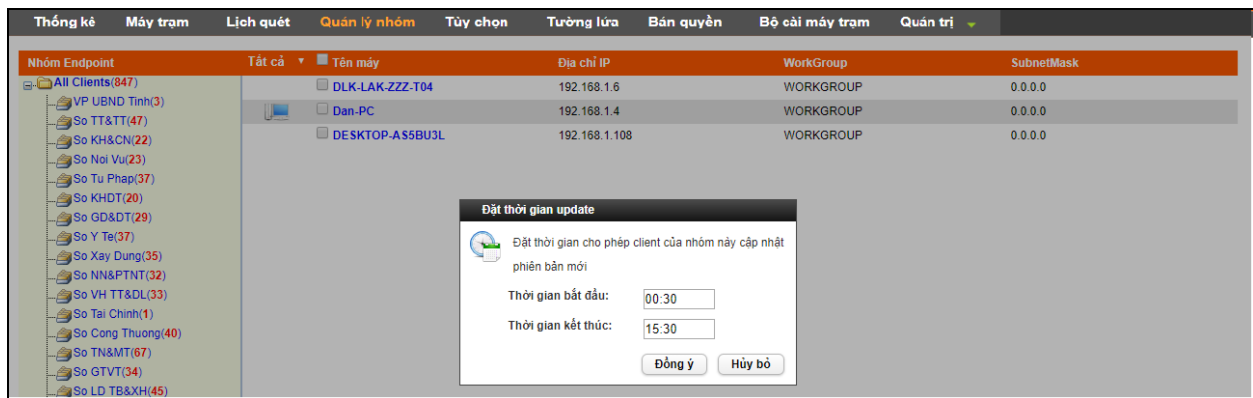 Thống kê Máy trạm Lịch quét Quản lý nhóm Tùy chọn Tường lửa Bản quyền Bộ cài máy trạm Quản trị
Nhóm Endpoint Tất cả Tên máy Địa chỉ IP WorkGroup SubnetMask
All Clients(847) DLK-LAK-ZZZ-T04 192.168.1.6 WORKGROUP 0.0.0.0
VP UBND Tinh(3) Dan-PC 192.168.1.4 WORKGROUP 0.0.0.0
So TT&TT(47)
So KH&CN(22) DESKTOP-AS5BU3L 192.168.1.108 WORKGROUP 0.0.0.0
So Noi Vu(23)
So Tu Phap(37)
So KHDT(20)
So GD&DT(29)
So Y Te(37)
So Xay Dung(35)
So NN&PTNT(32)
So VH TT&DL(33)
So Tai Chinh(1)
So Cong Thuong(40)
So TN&MT(67)
So GTVT(34)
So LD TB&XH(45)
Đặt thời gian update
Đặt thời gian cho phép client của nhóm này cập nhật
phiên bản mới
Thời gian bắt đầu: 00:30
Thời gian kết thúc: 15:30
Đồng ý Hủy bỏ